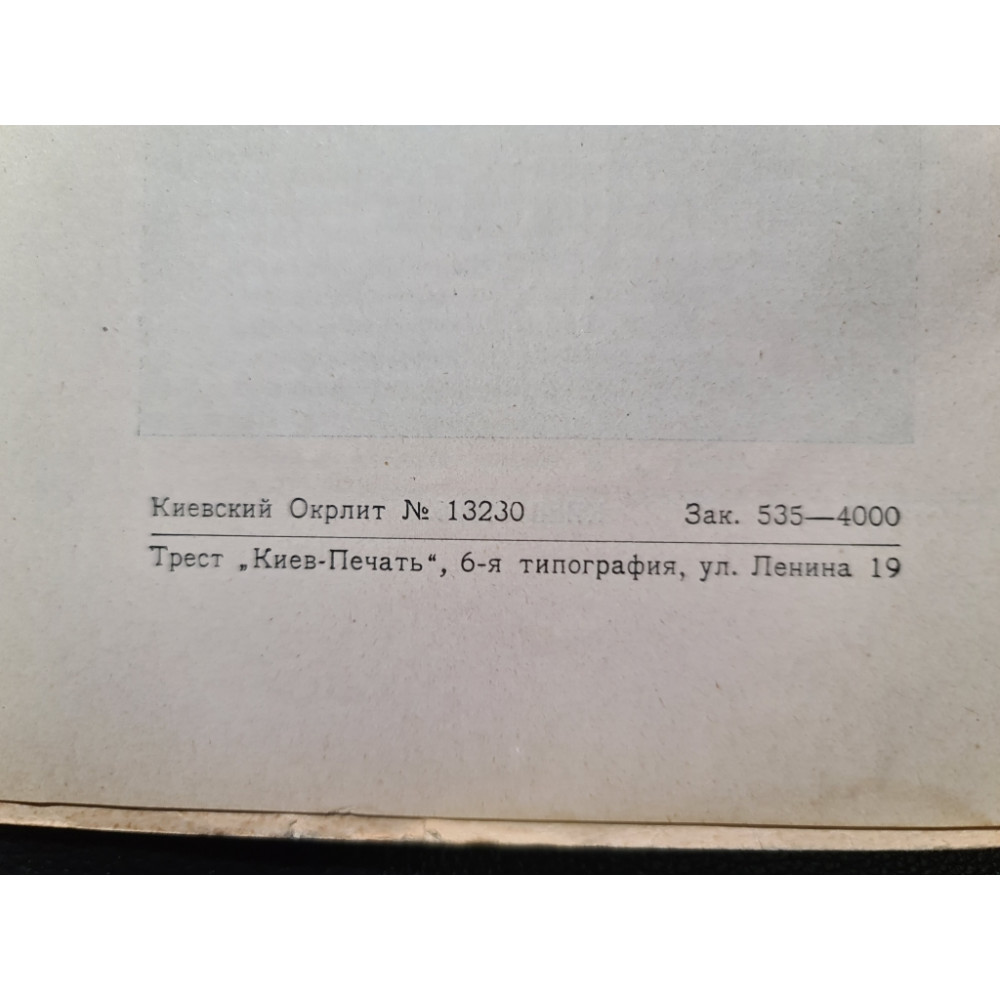 Киевский Окрлит № 13230 Зак. 535—4000
Трест „Киев-Печать“, 6-я типография, ул. Ленина 19